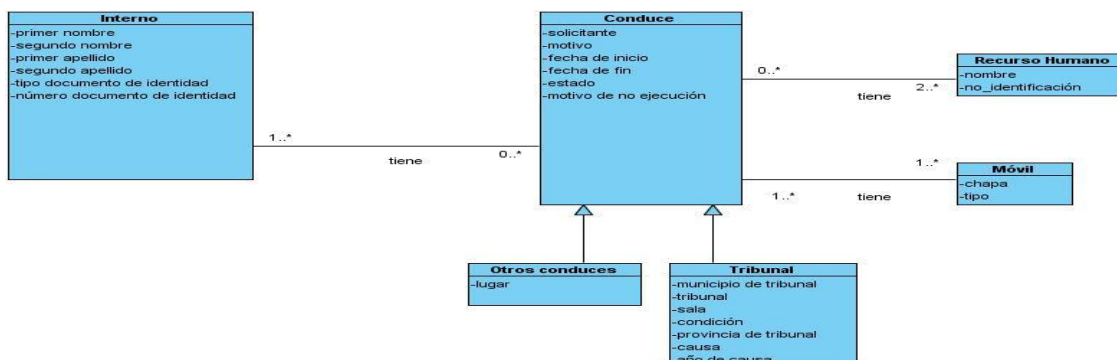 Interno
-primer nombre
-segundo nombre
-primer apellido
-segundo apellido
-tipo documento de identidad
-número documento de identidad
1..*
tiene
0..*
Conduce
-solicitante
-motivo
-fecha de inicio
-fecha de fin
-estado
-motivo de no ejecución
0..*
tiene
2..*
Recurso Humano
-nombre
-no_identificación
1..*
tiene
1..*
Móvil
-chapa
-tipo
Otros conduces
-lugar
Tribunal
-municipio de tribunal
-tribunal
-sala
-condición
-provincia de tribunal
-causa
-año de causa